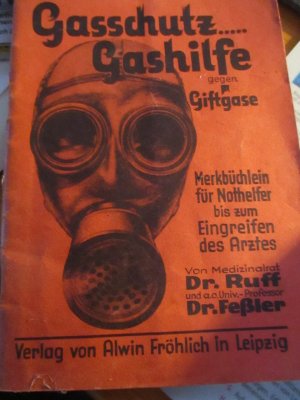 Gasschutz.....
Gashilfe
gegen
Giftgase
Merkbüchlein
für Nothelfer
bis zum
Eingreifen
des Arztes
Von Medizinalrat
Dr. Ruff
und a.o. Univ.-Professor
Dr. Feßler
Verlag von Alwin Fröhlich in Leipzig